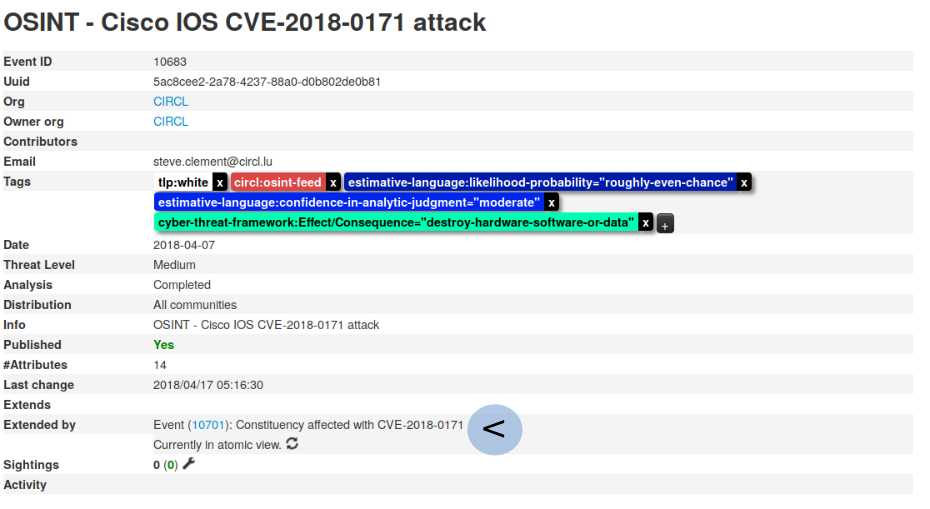 OSINT - Cisco IOS CVE-2018-0171 attack
Event ID 10683
Uuid 5ac8cee2-2a78-4237-88a0-d0b802de0b81
Org CIRCL
Owner org CIRCL
Contributors
Email steve.clement@circl.lu
Tags tlp:white x circl:osint-feed x estimative-language:likelihood-probability="roughly-even-chance" x
estimative-language:confidence-in-analytic-judgment="moderate" x
cyber-threat-framework:Effect/Consequence="destroy-hardware-software-or-data" x +
Date 2018-04-07
Threat Level Medium
Analysis Completed
Distribution All communities
Info OSINT - Cisco IOS CVE-2018-0171 attack
Published Yes
#Attributes 14
Last change 2018/04/17 05:16:30
Extends
Extended by Event (10701): Constituency affected with CVE-2018-0171 <
Currently in atomic view.
Sightings 0 (0)
Activity